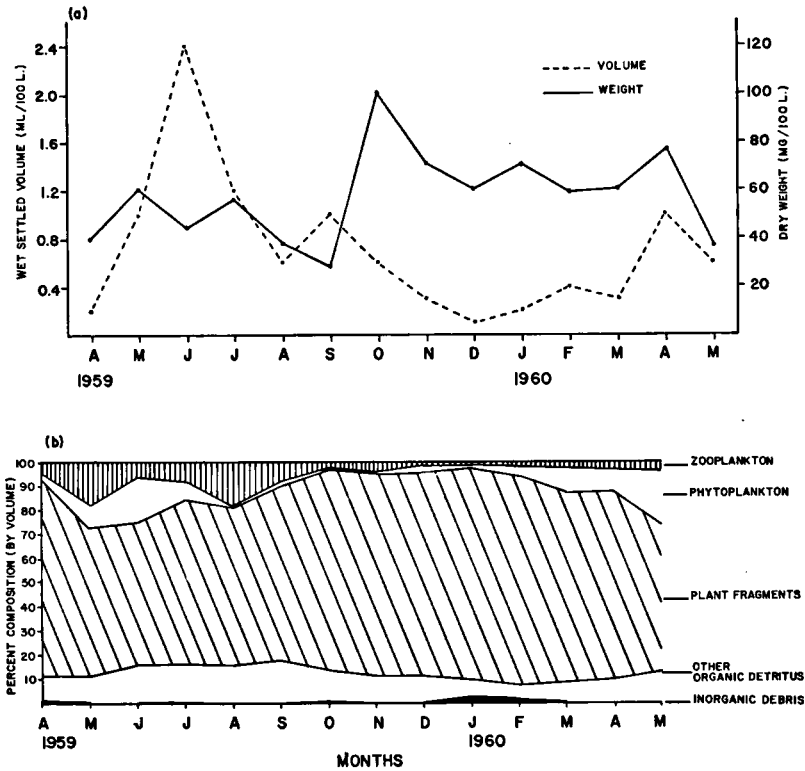 (a)
2.4
2.0
1.6
1.2
0.8
0.4
WET SETTLED VOLUME (ML/100 L.)
120
100
80
60
40
20
DRY WEIGHT (MG/100 L.)
VOLUME
WEIGHT
A M J J A S O N D J F M A M
1959 1960
(b)
100
90
80
70
60
50
40
30
20
10
PERCENT COMPOSITION (BY VOLUME)
ZOOPLANKTON
PHYTOPLANKTON
PLANT FRAGMENTS
OTHER
ORGANIC DETRITUS
INORGANIC DEBRIS
A M J J A S O N D J F M A M
1959 1960
MONTHS